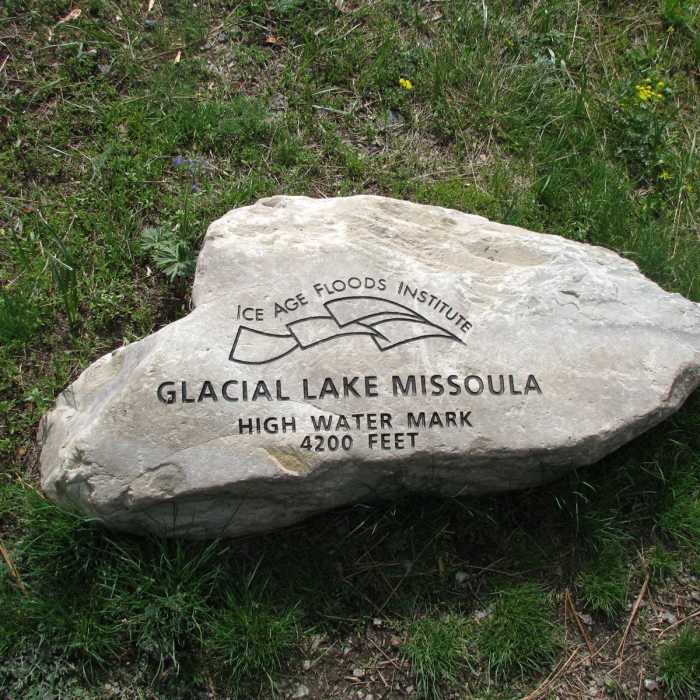 ICE AGE FLOODS INSTITUTE
GLACIAL LAKE MISSOULA
HIGH WATER MARK
4200 FEET